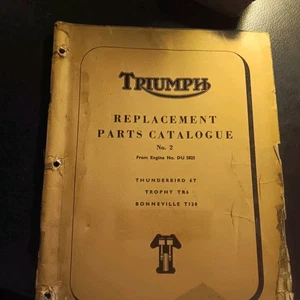 TRIUMPH
REPLACEMENT
PARTS CATALOGUE
No. 2
From Engine No. DU 5825
THUNDERBIRD 6T
TROPHY TR6
BONNEVILLE T120